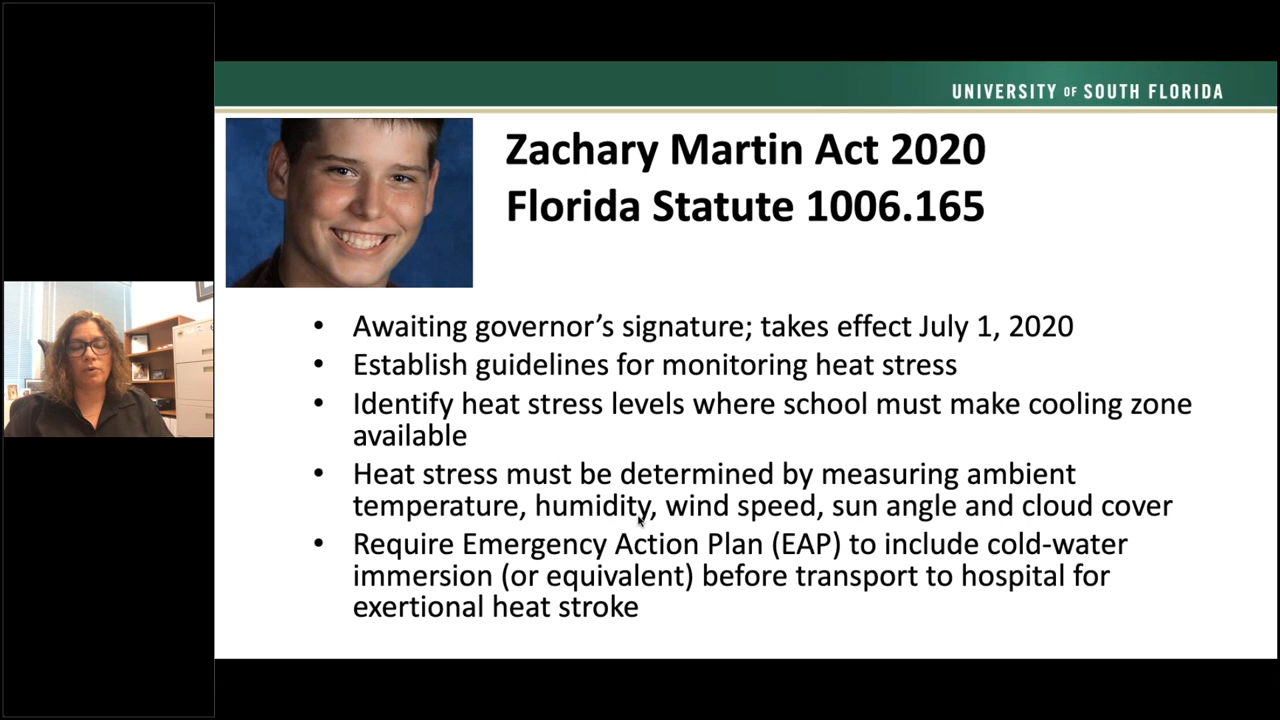 UNIVERSITY OF SOUTH FLORIDA
Zachary Martin Act 2020
Florida Statute 1006.165
• Awaiting governor’s signature; takes effect July 1, 2020
• Establish guidelines for monitoring heat stress
• Identify heat stress levels where school must make cooling zone
available
• Heat stress must be determined by measuring ambient
temperature, humidity, wind speed, sun angle and cloud cover
• Require Emergency Action Plan (EAP) to include cold-water
immersion (or equivalent) before transport to hospital for
exertional heat stroke